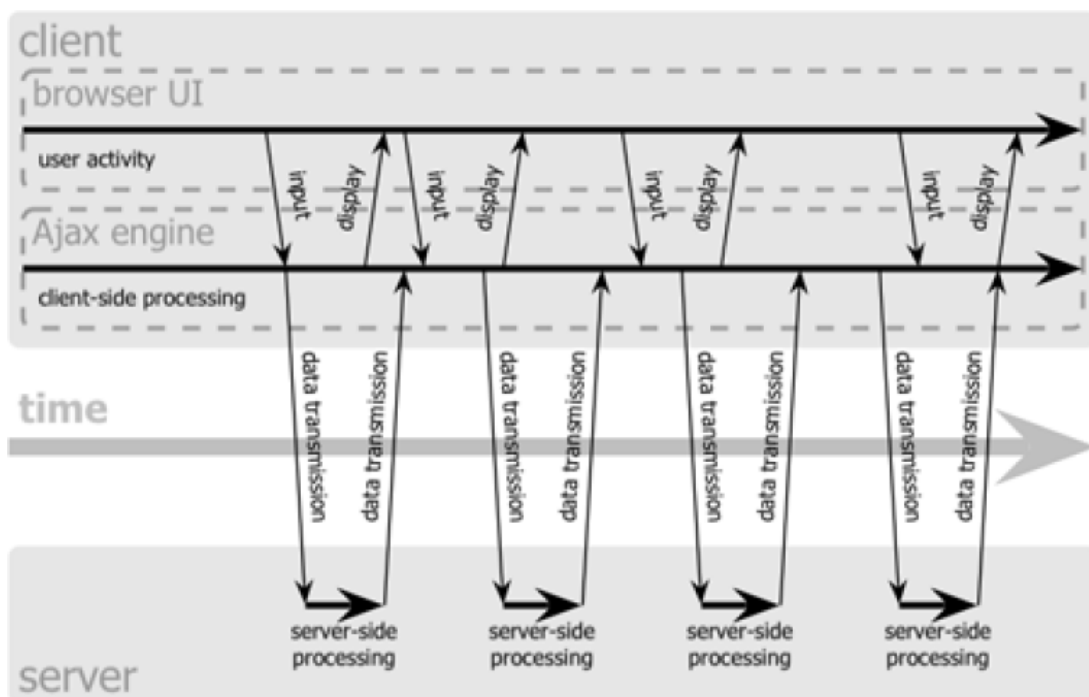 client
browser UI
user activity
input
display
input
display
input
display
input
display
Ajax engine
client-side processing
data transmission
data transmission
data transmission
data transmission
data transmission
data transmission
data transmission
data transmission
time
server-side
processing
server-side
processing
server-side
processing
server-side
processing
server